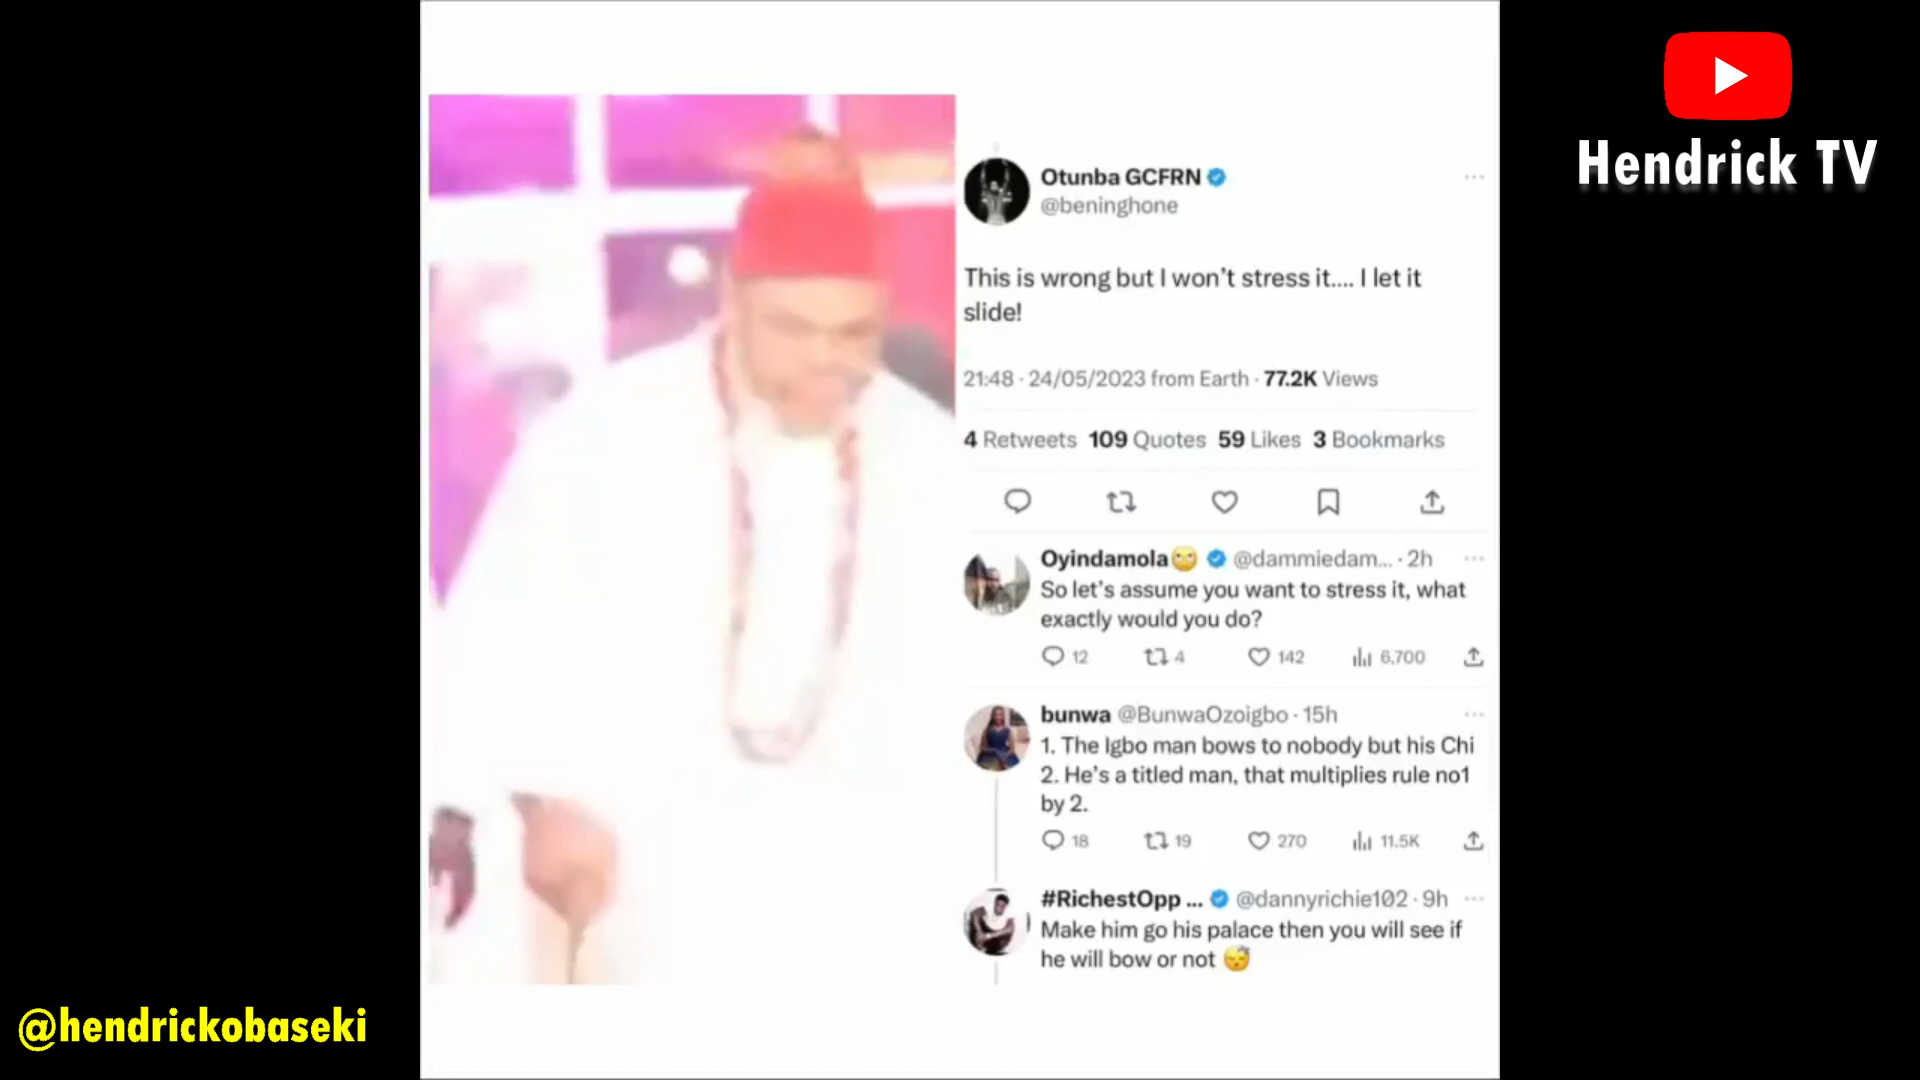 Hendrick TV
Otunba GCFRN
@beninghone
This is wrong but I won't stress it.... I let it
slide!
21:48 · 24/05/2023 from Earth · 77.2K Views
4 Retweets 109 Quotes 59 Likes 3 Bookmarks
Oyindamola🙄 @dammiedam... · 2h
So let's assume you want to stress it, what
exactly would you do?
12 4 142 6,700
bunwa @BunwaOzoigbo · 15h
1. The Igbo man bows to nobody but his Chi
2. He's a titled man, that multiplies rule no1
by 2.
18 19 270 11.5K
#RichestOpp ... @dannyrichie102 · 9h
Make him go his palace then you will see if
he will bow or not 😴
@hendrickobaseki